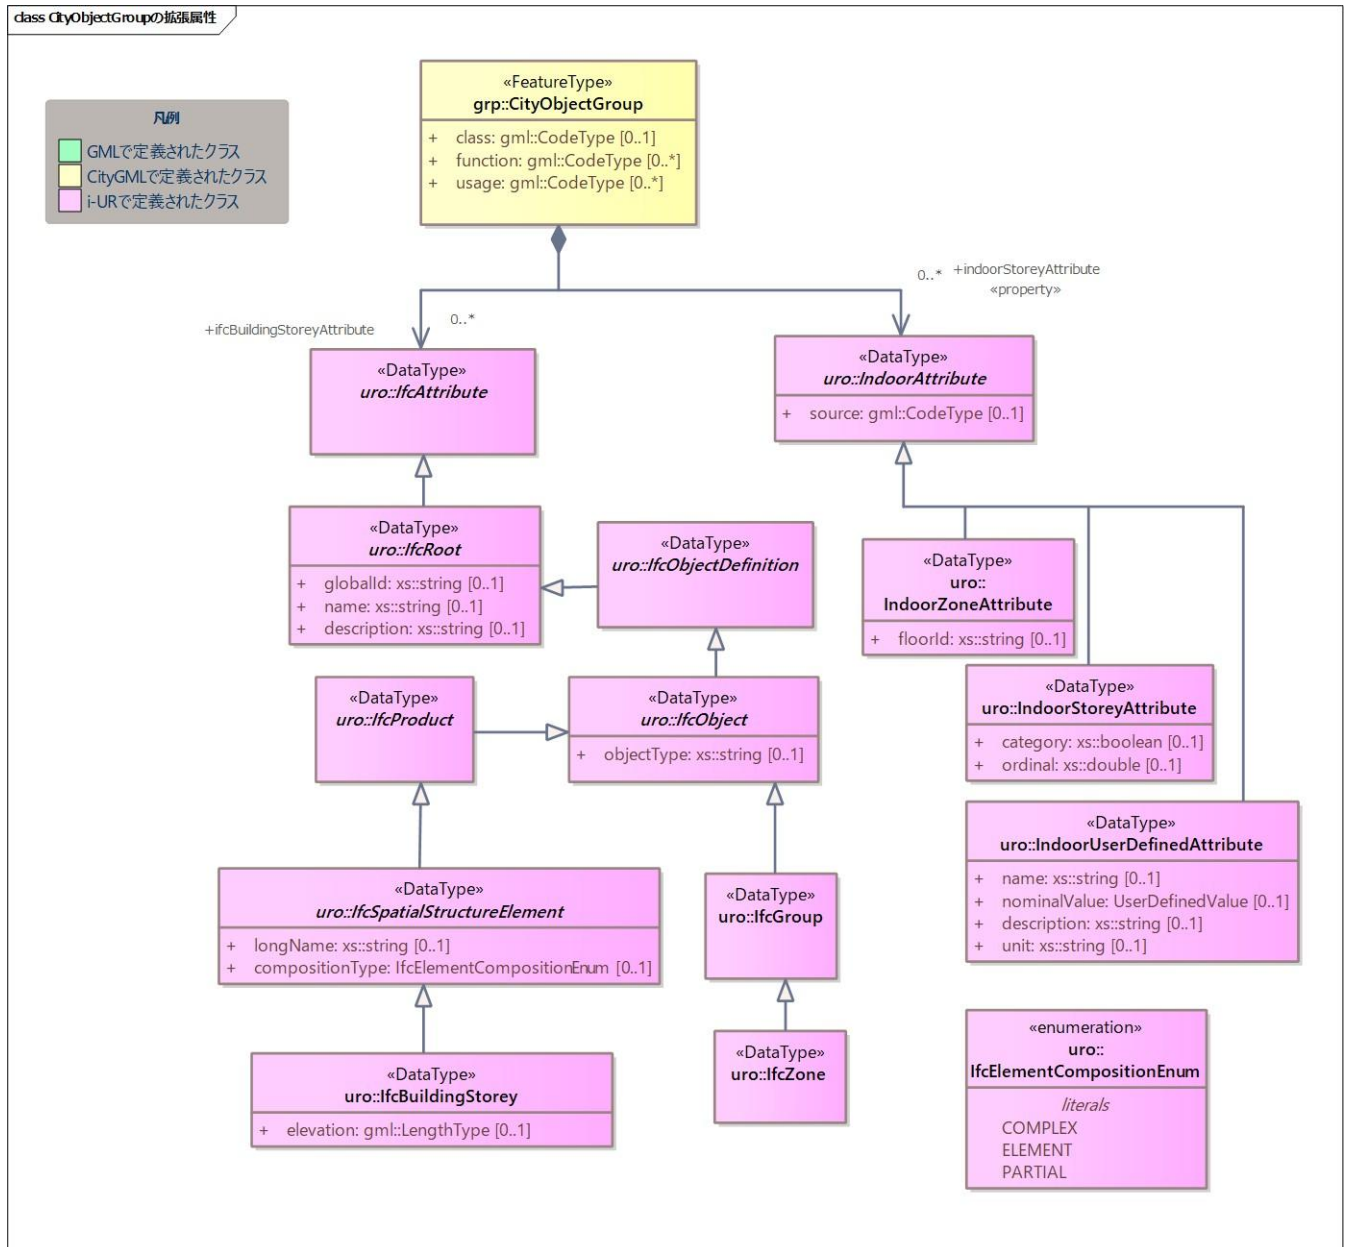 class CityObjectGroupの拡張属性
凡例
GMLで定義されたクラス
CityGMLで定義されたクラス
i-URで定義されたクラス
«FeatureType»
grp::CityObjectGroup
+ class: gml::CodeType [0..1]
+ function: gml::CodeType [0..*]
+ usage: gml::CodeType [0..*]
+ifcBuildingStoreyAttribute
0..*
0..*
+indoorStoreyAttribute
«property»
«DataType»
uro::IfcAttribute
«DataType»
uro::IndoorAttribute
+ source: gml::CodeType [0..1]
«DataType»
uro::IfcRoot
+ globalId: xs::string [0..1]
+ name: xs::string [0..1]
+ description: xs::string [0..1]
«DataType»
uro::IfcObjectDefinition
«DataType»
uro::
IndoorZoneAttribute
+ floorId: xs::string [0..1]
«DataType»
uro::IfcProduct
«DataType»
uro::IfcObject
+ objectType: xs::string [0..1]
«DataType»
uro::IndoorStoreyAttribute
+ category: xs::boolean [0..1]
+ ordinal: xs::double [0..1]
«DataType»
uro::IndoorUserDefinedAttribute
+ name: xs::string [0..1]
+ nominalValue: UserDefinedValue [0..1]
+ description: xs::string [0..1]
+ unit: xs::string [0..1]
«DataType»
uro::IfcSpatialStructureElement
+ longName: xs::string [0..1]
+ compositionType: IfcElementCompositionEnum [0..1]
«DataType»
uro::IfcGroup
«DataType»
uro::IfcBuildingStorey
+ elevation: gml::LengthType [0..1]
«DataType»
uro::IfcZone
«enumeration»
uro::
IfcElementCompositionEnum
literals
COMPLEX
ELEMENT
PARTIAL